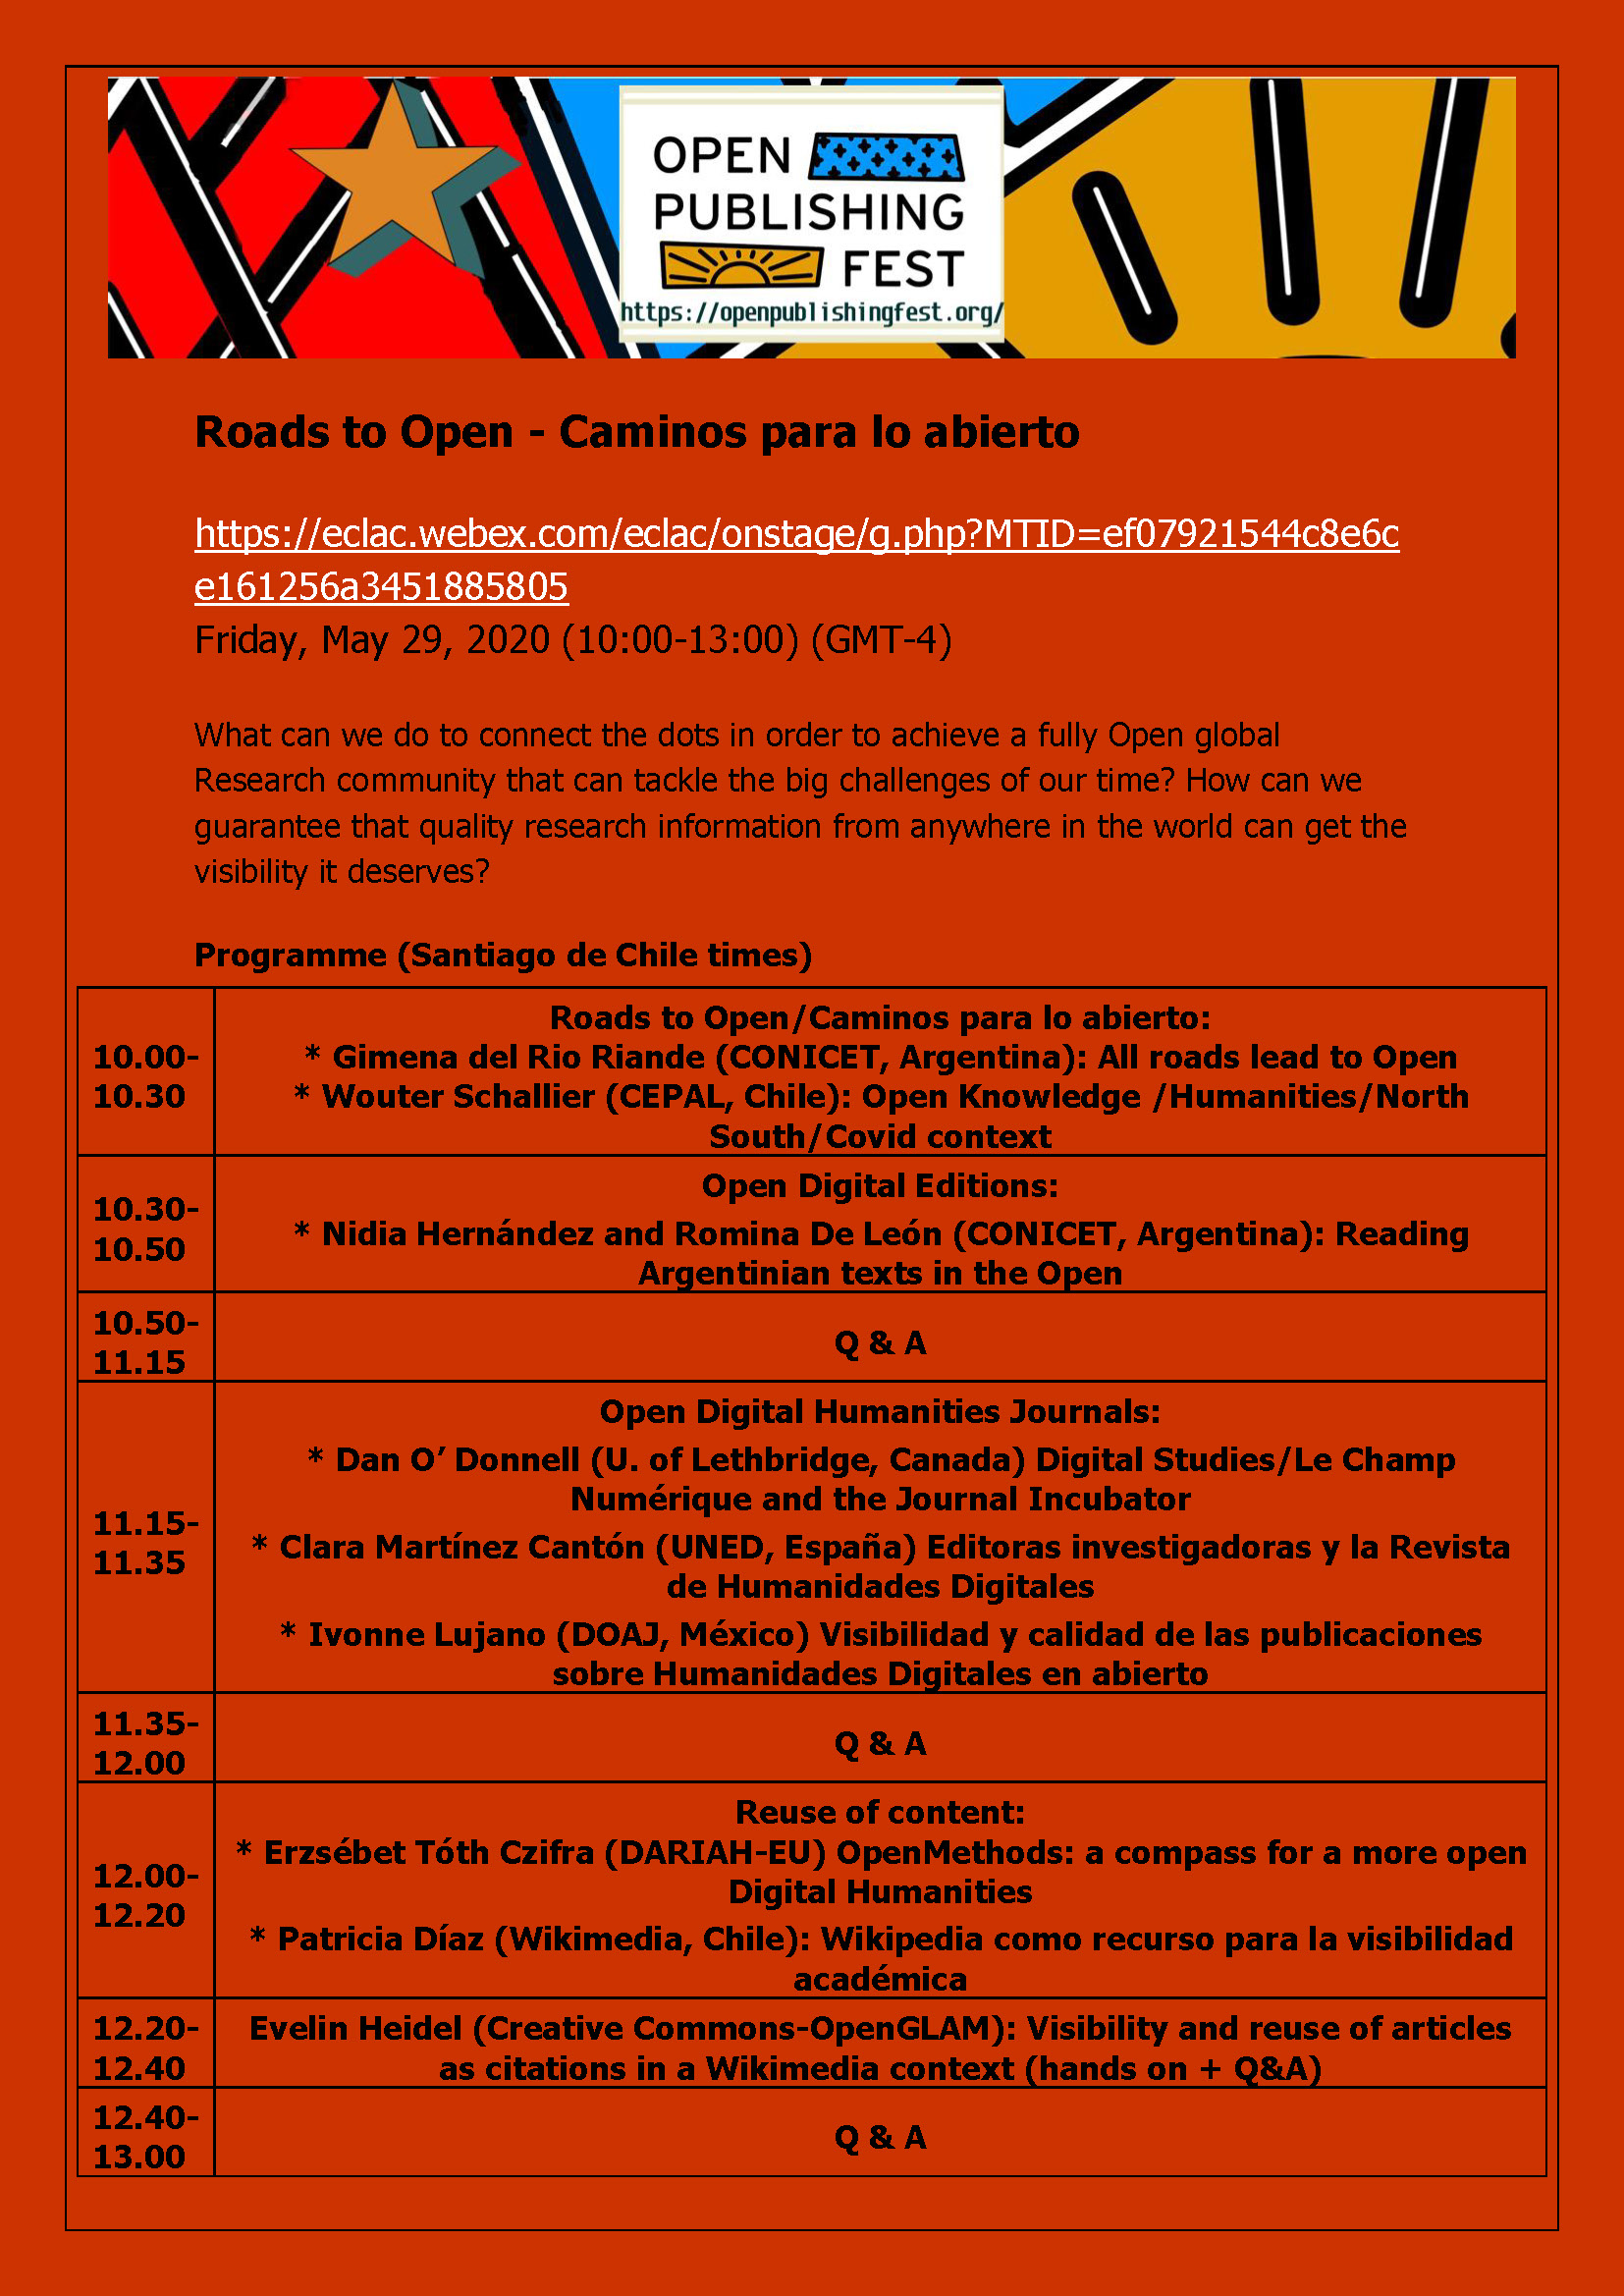 OPEN
PUBLISHING
FEST
https://openpublishingfest.org/
Roads to Open - Caminos para lo abierto
https://eclac.webex.com/eclac/onstage/g.php?MTID=ef07921544c8e6c
e161256a3451885805
Friday, May 29, 2020 (10:00-13:00) (GMT-4)
What can we do to connect the dots in order to achieve a fully Open global
Research community that can tackle the big challenges of our time? How can we
guarantee that quality research information from anywhere in the world can get the
visibility it deserves?
Programme (Santiago de Chile times)
10.00-
10.30
Roads to Open/Caminos para lo abierto:
* Gimena del Rio Riande (CONICET, Argentina): All roads lead to Open
* Wouter Schallier (CEPAL, Chile): Open Knowledge /Humanities/North
South/Covid context
10.30-
10.50
Open Digital Editions:
* Nidia Hernández and Romina De León (CONICET, Argentina): Reading
Argentinian texts in the Open
10.50-
11.15
Q & A
11.15-
11.35
Open Digital Humanities Journals:
* Dan O’ Donnell (U. of Lethbridge, Canada) Digital Studies/Le Champ
Numérique and the Journal Incubator
* Clara Martínez Cantón (UNED, España) Editoras investigadoras y la Revista
de Humanidades Digitales
* Ivonne Lujano (DOAJ, México) Visibilidad y calidad de las publicaciones
sobre Humanidades Digitales en abierto
11.35-
12.00
Q & A
12.00-
12.20
Reuse of content:
* Erzsébet Tóth Czifra (DARIAH-EU) OpenMethods: a compass for a more open
Digital Humanities
* Patricia Díaz (Wikimedia, Chile): Wikipedia como recurso para la visibilidad
académica
12.20-
12.40
Evelin Heidel (Creative Commons-OpenGLAM): Visibility and reuse of articles
as citations in a Wikimedia context (hands on + Q&A)
12.40-
13.00
Q & A